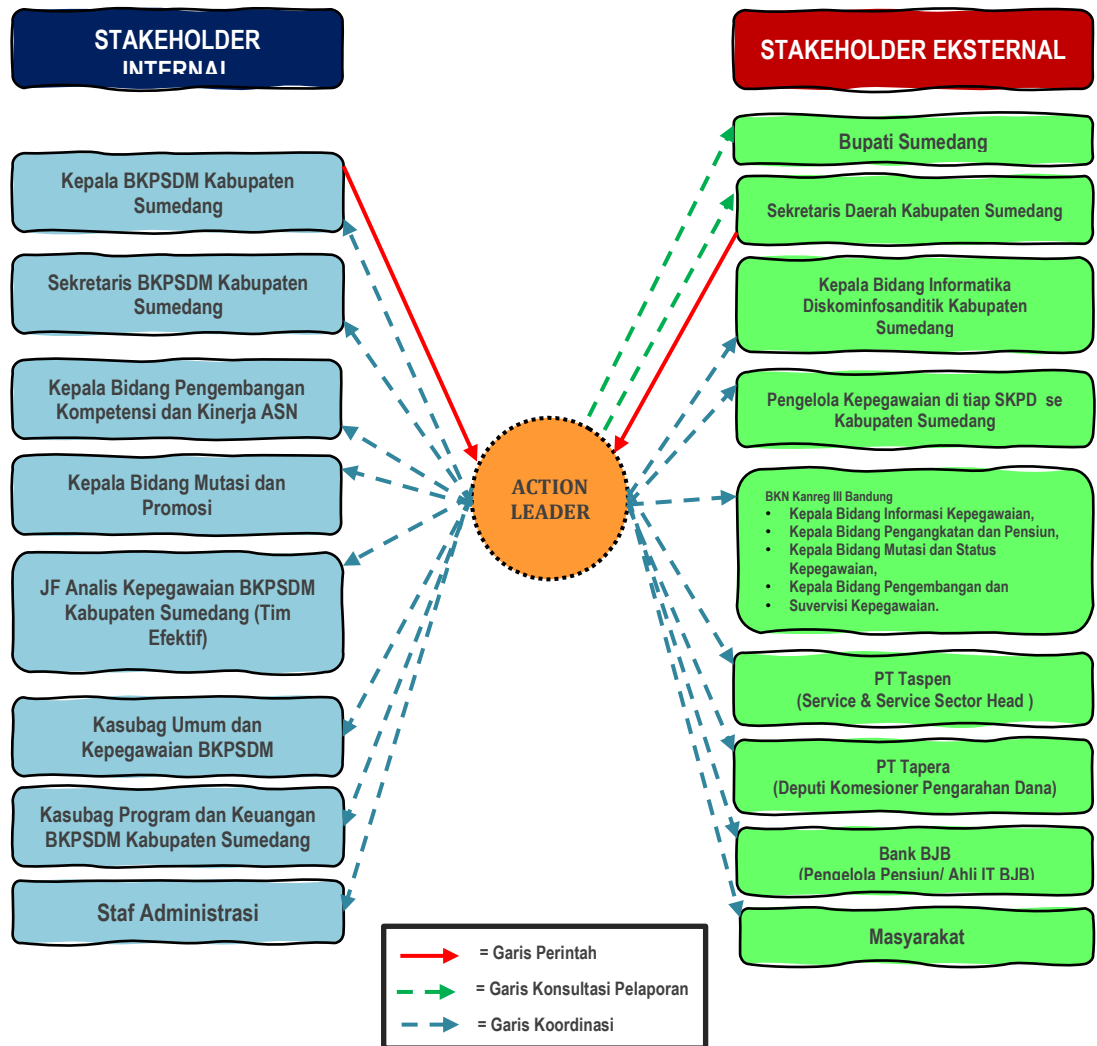 STAKEHOLDER
INTERNAL
Kepala BKPSDM Kabupaten
Sumedang
Sekretaris BKPSDM Kabupaten
Sumedang
Kepala Bidang Pengembangan
Kompetensi dan Kinerja ASN
Kepala Bidang Mutasi dan
Promosi
JF Analis Kepegawaian BKPSDM
Kabupaten Sumedang (Tim
Efektif)
Kasubag Umum dan
Kepegawaian BKPSDM
Kasubag Program dan Keuangan
BKPSDM Kabupaten Sumedang
Staf Administrasi
ACTION
LEADER
STAKEHOLDER EKSTERNAL
Bupati Sumedang
Sekretaris Daerah Kabupaten Sumedang
Kepala Bidang Informatika
Diskominfosanditik Kabupaten
Sumedang
Pengelola Kepegawaian di tiap SKPD se
Kabupaten Sumedang
BKN Kanreg III Bandung
• Kepala Bidang Informasi Kepegawaian,
• Kepala Bidang Pengangkatan dan Pensiun,
• Kepala Bidang Mutasi dan Status
Kepegawaian,
• Kepala Bidang Pengembangan dan
• Suvervisi Kepegawaian.
PT Taspen
(Service & Service Sector Head )
PT Tapera
(Deputi Komesioner Pengarahan Dana)
Bank BJB
(Pengelola Pensiun/ Ahli IT BJB)
Masyarakat
= Garis Perintah
= Garis Konsultasi Pelaporan
= Garis Koordinasi